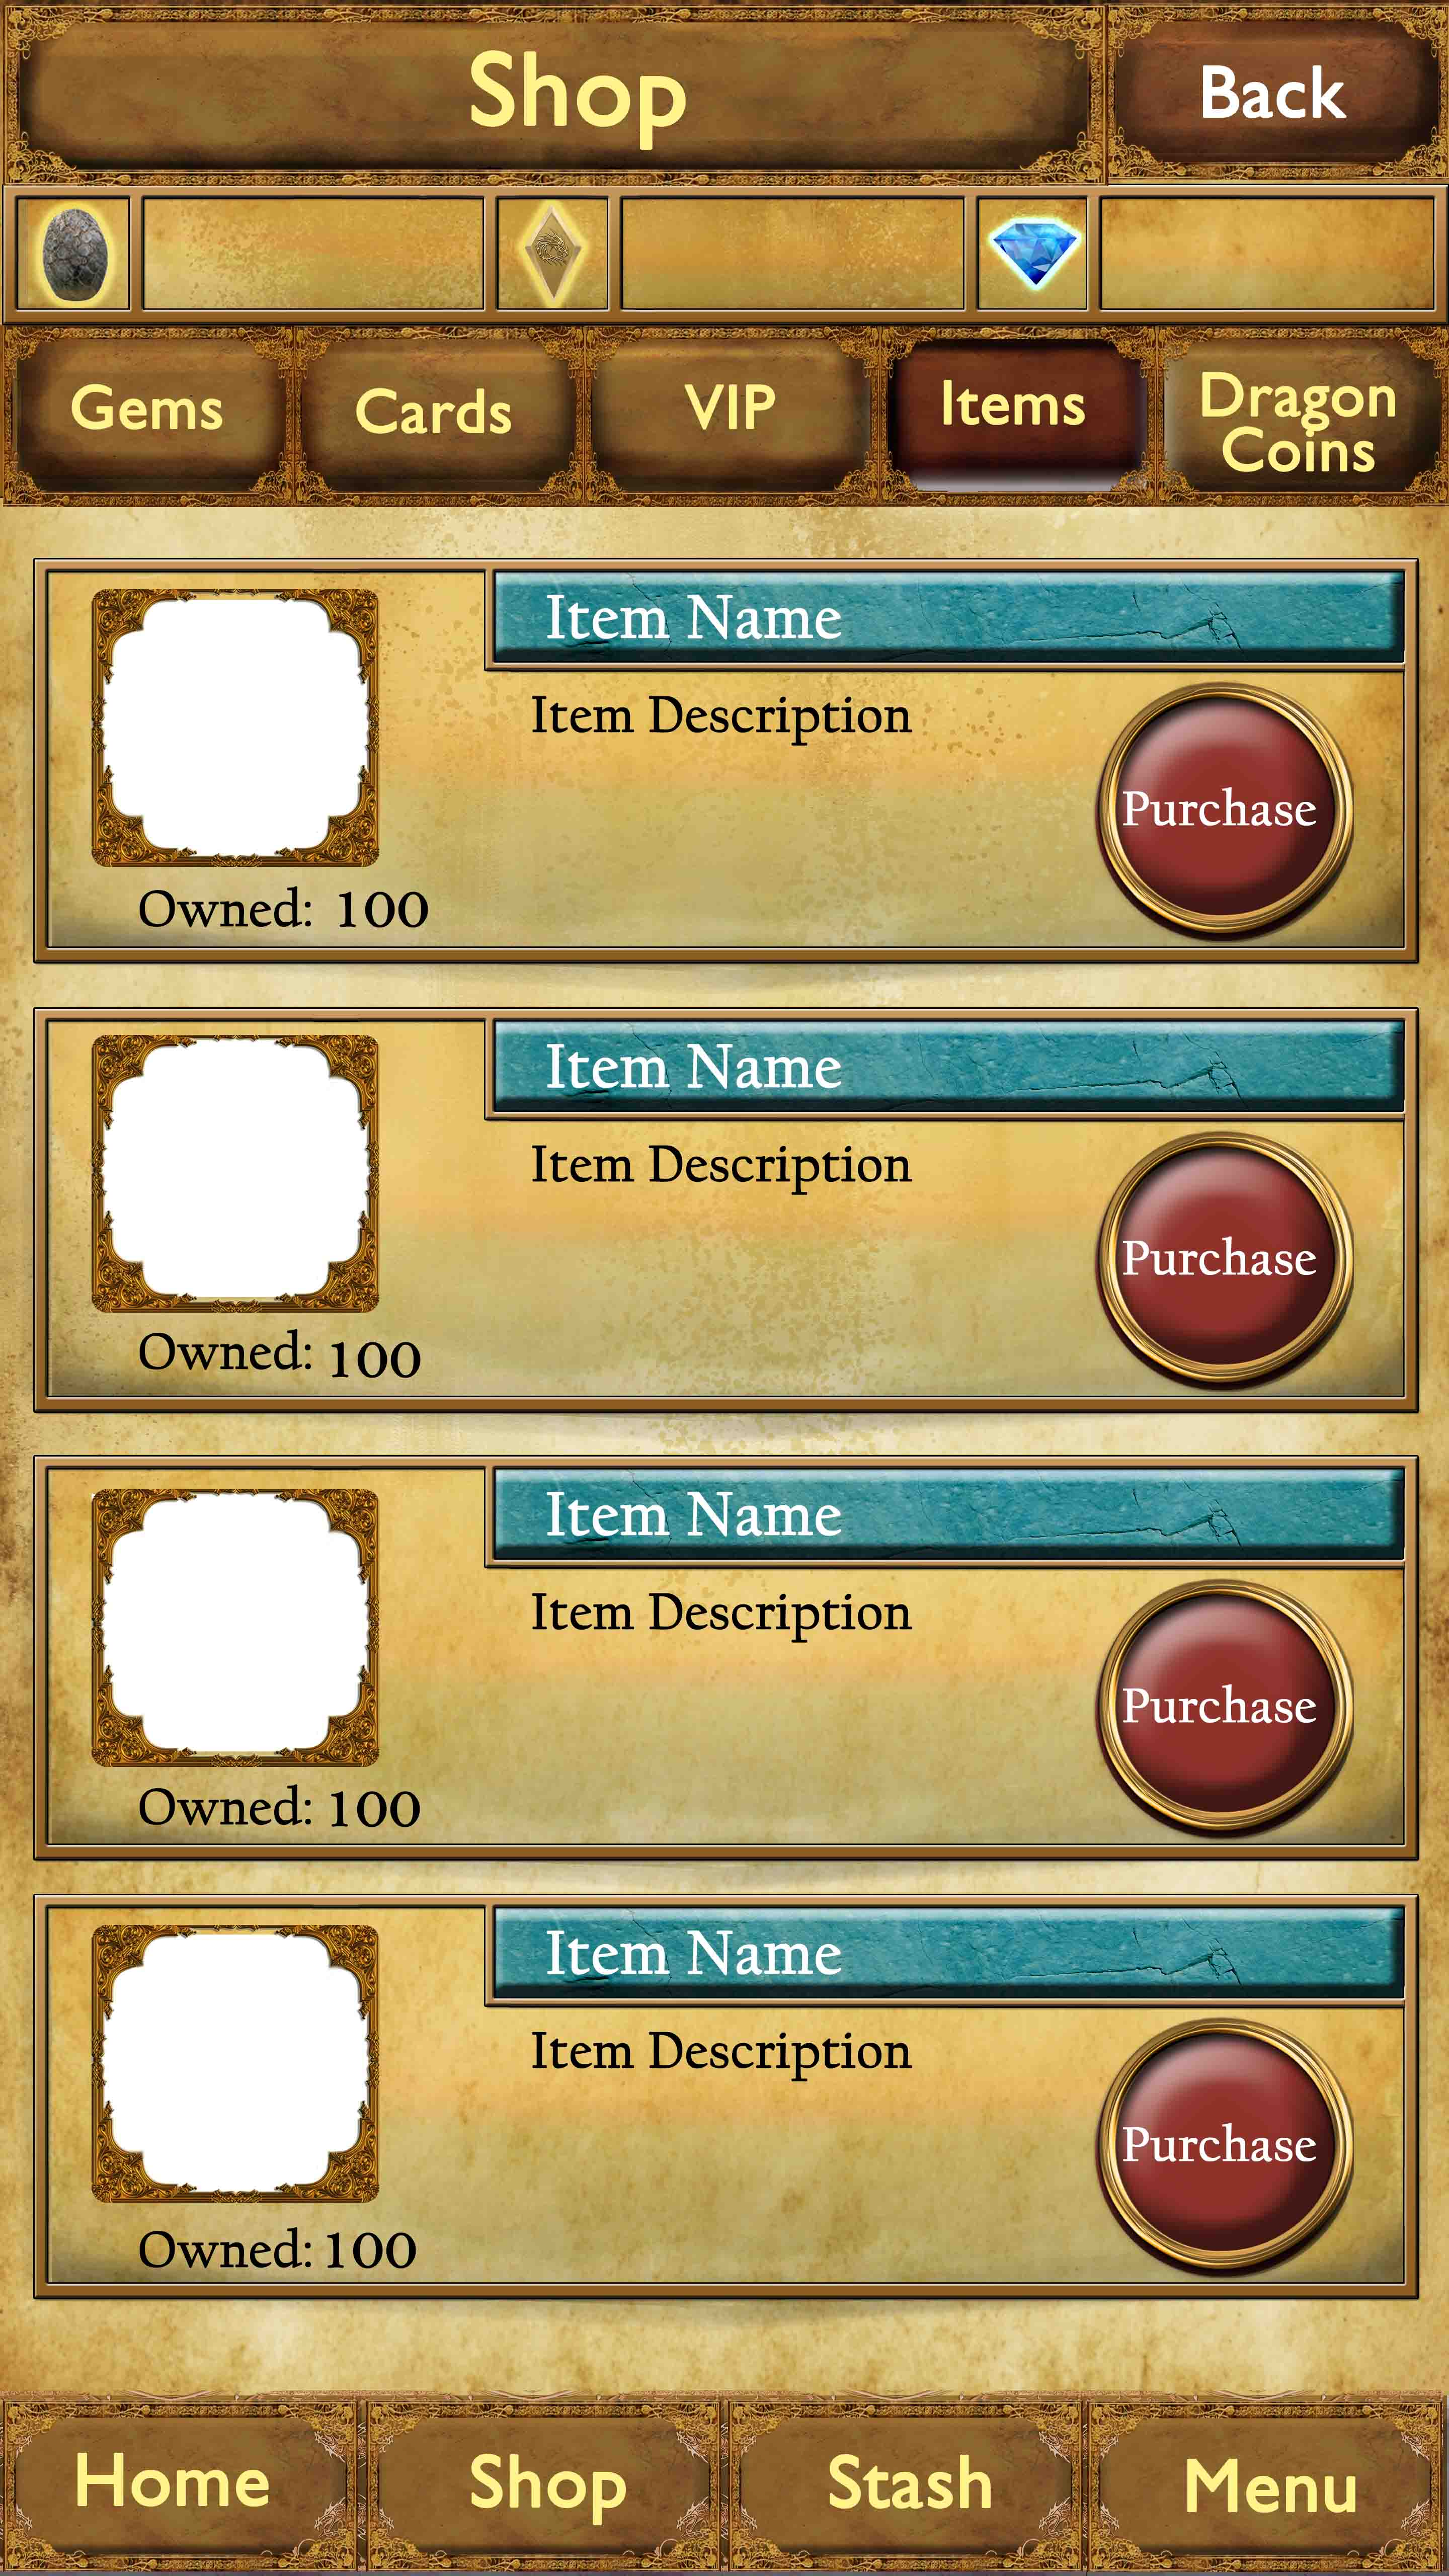 Shop
Back
Gems
Cards
VIP
Items
Dragon
Coins
Item Name
Item Description
Purchase
Owned: 100
Item Name
Item Description
Purchase
Owned: 100
Item Name
Item Description
Purchase
Owned: 100
Item Name
Item Description
Purchase
Owned: 100
Home
Shop
Stash
Menu